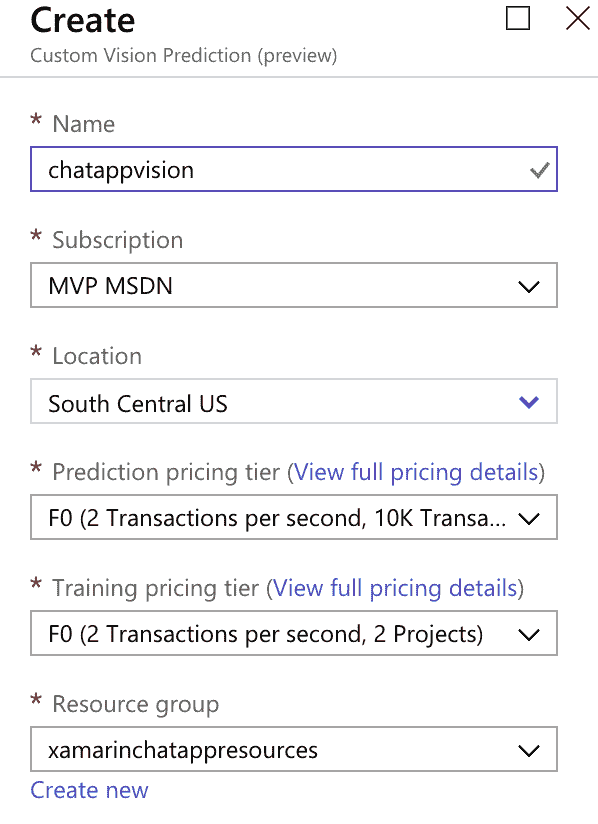 Create
Custom Vision Prediction (preview)
* Name
chatappvision
* Subscription
MVP MSDN
* Location
South Central US
* Prediction pricing tier (View full pricing details)
F0 (2 Transactions per second, 10K Transa...
* Training pricing tier (View full pricing details)
F0 (2 Transactions per second, 2 Projects)
* Resource group
xamarinchatappresources
Create new